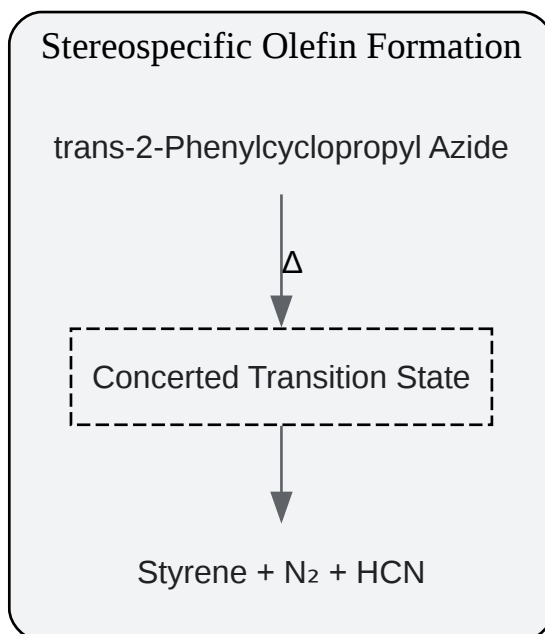 Stereospecific Olefin Formation
trans-2-Phenylcyclopropyl Azide
Δ
Concerted Transition State
Styrene + N₂ + HCN